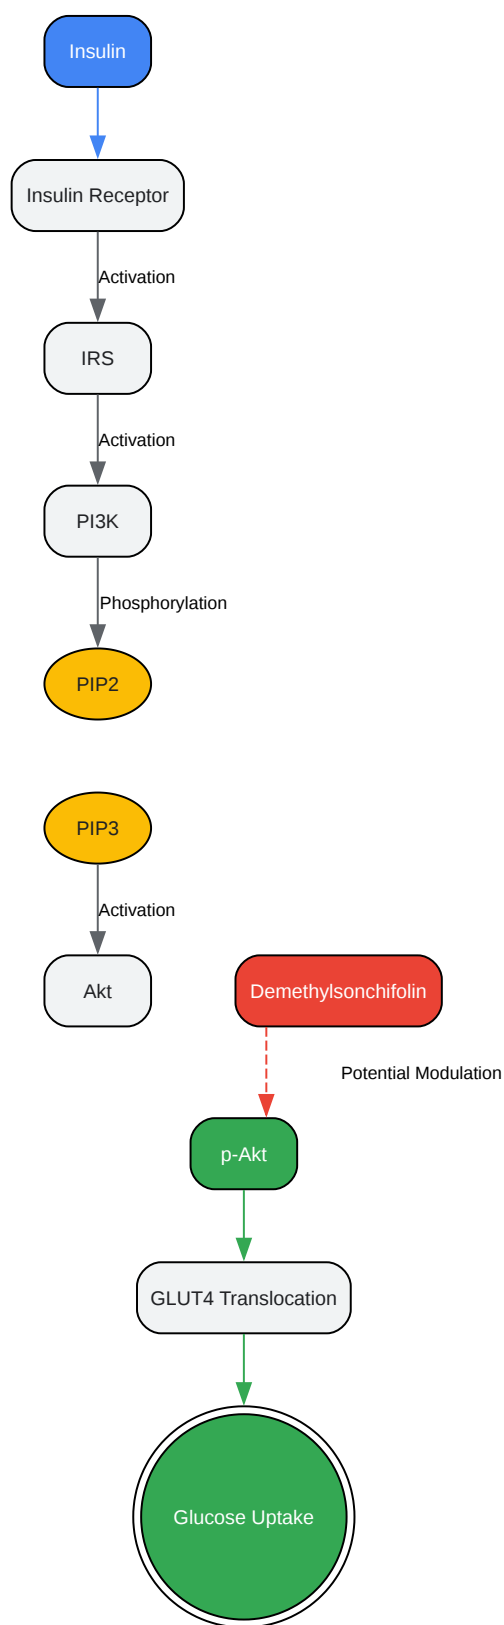 Insulin
Insulin Receptor
Activation
IRS
Activation
PI3K
Phosphorylation
PIP2
PIP3
Activation
Akt
Demethylsonchifolin
Potential Modulation
p-Akt
GLUT4 Translocation
Glucose Uptake